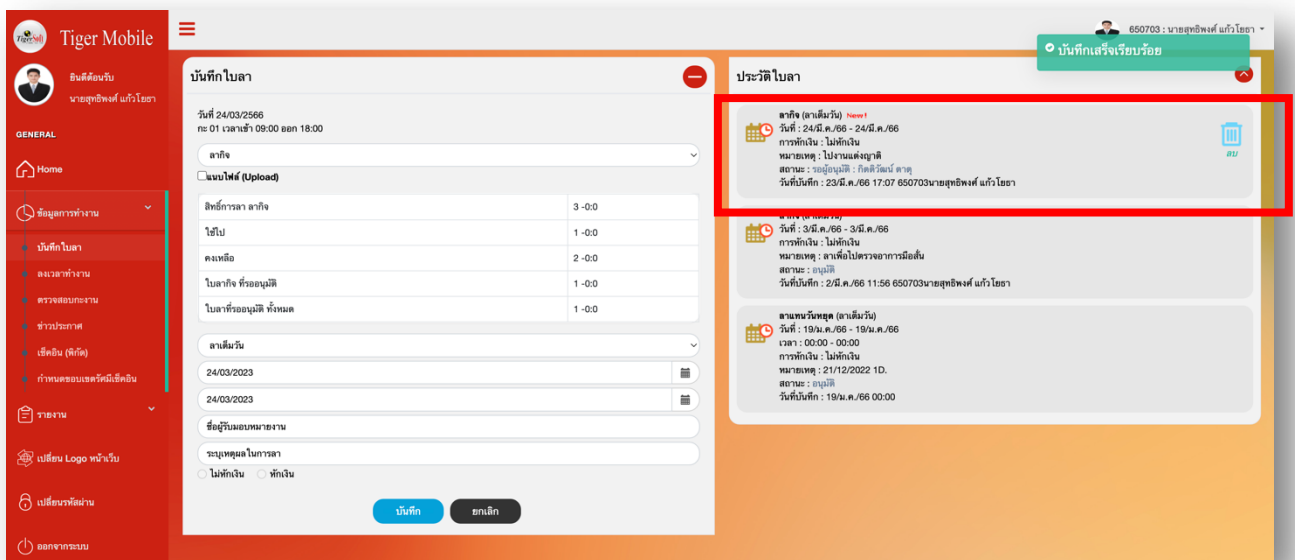 TigerSoft
Tiger Mobile
650703 : นายสุทธิพงศ์ แก้วโยธา
บันทึกเสร็จเรียบร้อย
ยินดีต้อนรับ
นายสุทธิพงศ์ แก้วโยธา
GENERAL
Home
ข้อมูลการทำงาน
บันทึกใบลา
ลงเวลาทำงาน
ตรวจสอบกะงาน
ข่าวประกาศ
เช็คอิน (พิกัด)
กำหนดขอบเขตรัศมีเช็คอิน
รายงาน
เปลี่ยน Logo หน้าเว็บ
เปลี่ยนรหัสผ่าน
ออกจากระบบ
บันทึกใบลา
วันที่ 24/03/2566
กะ 01 เวลาเข้า 09:00 ออก 18:00
ลากิจ
แนบไฟล์ (Upload)
สิทธิ์การลา ลากิจ 3 -0:0
ใช้ไป 1 -0:0
คงเหลือ 2 -0:0
ใบลากิจ ที่รออนุมัติ 1 -0:0
ใบลาที่รออนุมัติ ทั้งหมด 1 -0:0
ลาเต็มวัน
24/03/2023
24/03/2023
ชื่อผู้รับมอบหมายงาน
ระบุเหตุผลในการลา
ไม่หักเงิน หักเงิน
บันทึก ยกเลิก
ประวัติใบลา
ลากิจ (ลาเต็มวัน) New!
วันที่ : 24/มี.ค./66 - 24/มี.ค./66
การหักเงิน : ไม่หักเงิน
หมายเหตุ : ไปงานแต่งญาติ
สถานะ : รอผู้อนุมัติ : กิตติวัฒน์ ตาดุ
วันที่บันทึก : 23/มี.ค./66 17:07 650703นายสุทธิพงศ์ แก้วโยธา
ลบ
ลากิจ (ลาเต็มวัน)
วันที่ : 3/มี.ค./66 - 3/มี.ค./66
การหักเงิน : ไม่หักเงิน
หมายเหตุ : ลาเพื่อไปตรวจอาการมือสั่น
สถานะ : อนุมัติ
วันที่บันทึก : 2/มี.ค./66 11:56 650703นายสุทธิพงศ์ แก้วโยธา
ลาแทนวันหยุด (ลาเต็มวัน)
วันที่ : 19/ม.ค./66 - 19/ม.ค./66
เวลา : 00:00 - 00:00
การหักเงิน : ไม่หักเงิน
หมายเหตุ : 21/12/2022 1D.
สถานะ : อนุมัติ
วันที่บันทึก : 19/ม.ค./66 00:00